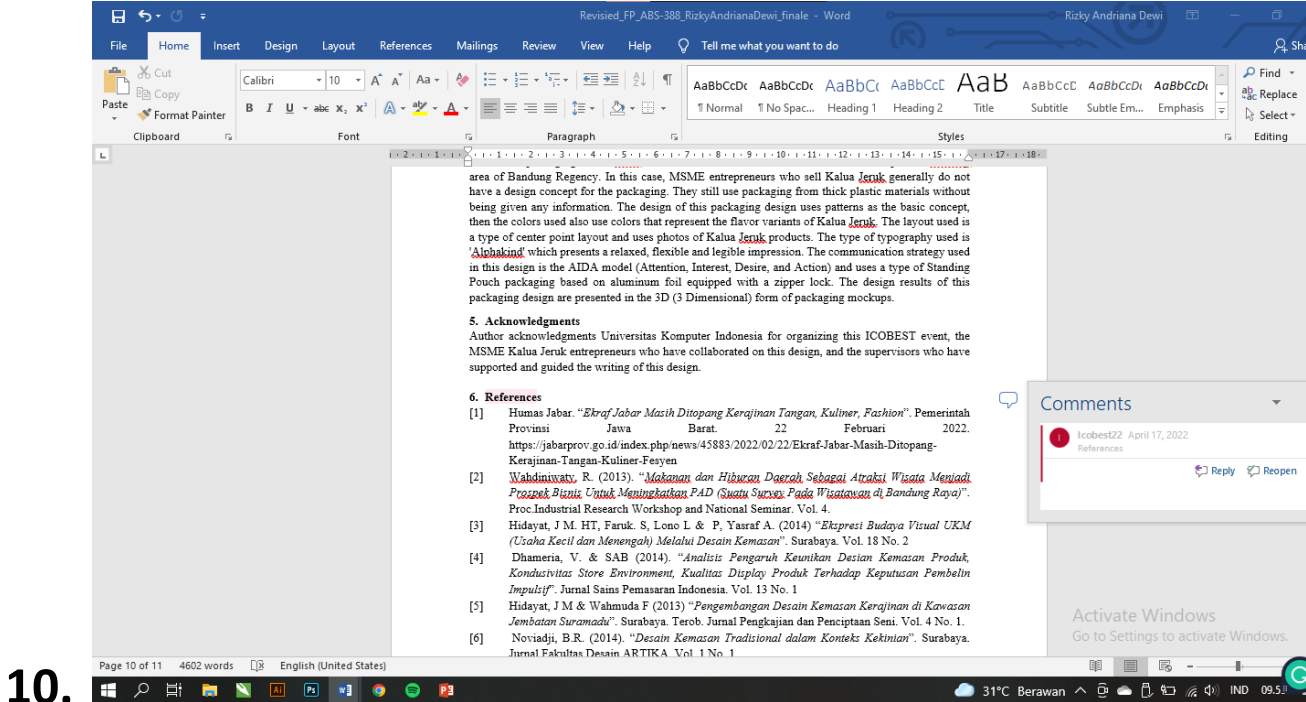 Revisied_FP_ABS-388_RizkyAndrianaDewi_finale - Word
Rizky Andriana Dewi
File Home Insert Design Layout References Mailings Review View Help Tell me what you want to do Sha
Cut
Copy
Format Painter
Paste
Calibri 10
Clipboard
Font
Paragraph
AaBbCcDc AaBbCcDc AaBbCc AaBbCcE AaB AaBbCcD AaBbCcDc AaBbCcDc
¶ Normal ¶ No Spac... Heading 1 Heading 2 Title Subtitle Subtle Em... Emphasis
Styles
Find
Replace
Select
Editing
area of Bandung Regency. In this case, MSME entrepreneurs who sell Kalua Jeruk generally do not
have a design concept for the packaging. They still use packaging from thick plastic materials without
being given any information. The design of this packaging design uses patterns as the basic concept,
then the colors used also use colors that represent the flavor variants of Kalua Jeruk. The layout used is
a type of center point layout and uses photos of Kalua Jeruk products. The type of typography used is
'Alphakind' which presents a relaxed, flexible and legible impression. The communication strategy used
in this design is the AIDA model (Attention, Interest, Desire, and Action) and uses a type of Standing
Pouch packaging based on aluminum foil equipped with a zipper lock. The design results of this
packaging design are presented in the 3D (3 Dimensional) form of packaging mockups.
5. Acknowledgments
Author acknowledgments Universitas Komputer Indonesia for organizing this ICOBEST event, the
MSME Kalua Jeruk entrepreneurs who have collaborated on this design, and the supervisors who have
supported and guided the writing of this design.
6. References
[1] Humas Jabar. “Ekraf Jabar Masih Ditopang Kerajinan Tangan, Kuliner, Fashion”. Pemerintah
Provinsi Jawa Barat. 22 Februari 2022.
https://jabarprov.go.id/index.php/news/45883/2022/02/22/Ekraf-Jabar-Masih-Ditopang-
Kerajinan-Tangan-Kuliner-Fesyen
[2] Wahdiniwaty, R. (2013). “Makanan dan Hiburan Daerah Sebagai Atraksi Wisata Menjadi
Prospek Bisnis Untuk Meningkatkan PAD (Suatu Survey Pada Wisatawan di Bandung Raya)”.
Proc.Industrial Research Workshop and National Seminar. Vol. 4.
[3] Hidayat, J M. HT, Faruk. S, Lono L & P, Yasraf A. (2014) “Ekspresi Budaya Visual UKM
(Usaha Kecil dan Menengah) Melalui Desain Kemasan”. Surabaya. Vol. 18 No. 2
[4] Dhameria, V. & SAB (2014). “Analisis Pengaruh Keunikan Desian Kemasan Produk,
Kondusivitas Store Environment, Kualitas Display Produk Terhadap Keputusan Pembelin
Impulsif”. Jurnal Sains Pemasaran Indonesia. Vol. 13 No. 1
[5] Hidayat, J M & Wahmuda F (2013) “Pengembangan Desain Kemasan Kerajinan di Kawasan
Jembatan Suramadu”. Surabaya. Terob. Jurnal Pengkajian dan Penciptaan Seni. Vol. 4 No. 1.
[6] Noviadji, B.R. (2014). “Desain Kemasan Tradisional dalam Konteks Kekinian”. Surabaya.
Jurnal Fakultas Desain ARTIKA. Vol. 1 No. 1
Comments
Icobest22 April 17, 2022
References
Reply Reopen
Activate Windows
Go to Settings to activate Windows.
Page 10 of 11 4602 words English (United States)
10.
31°C Berawan IND 09.5